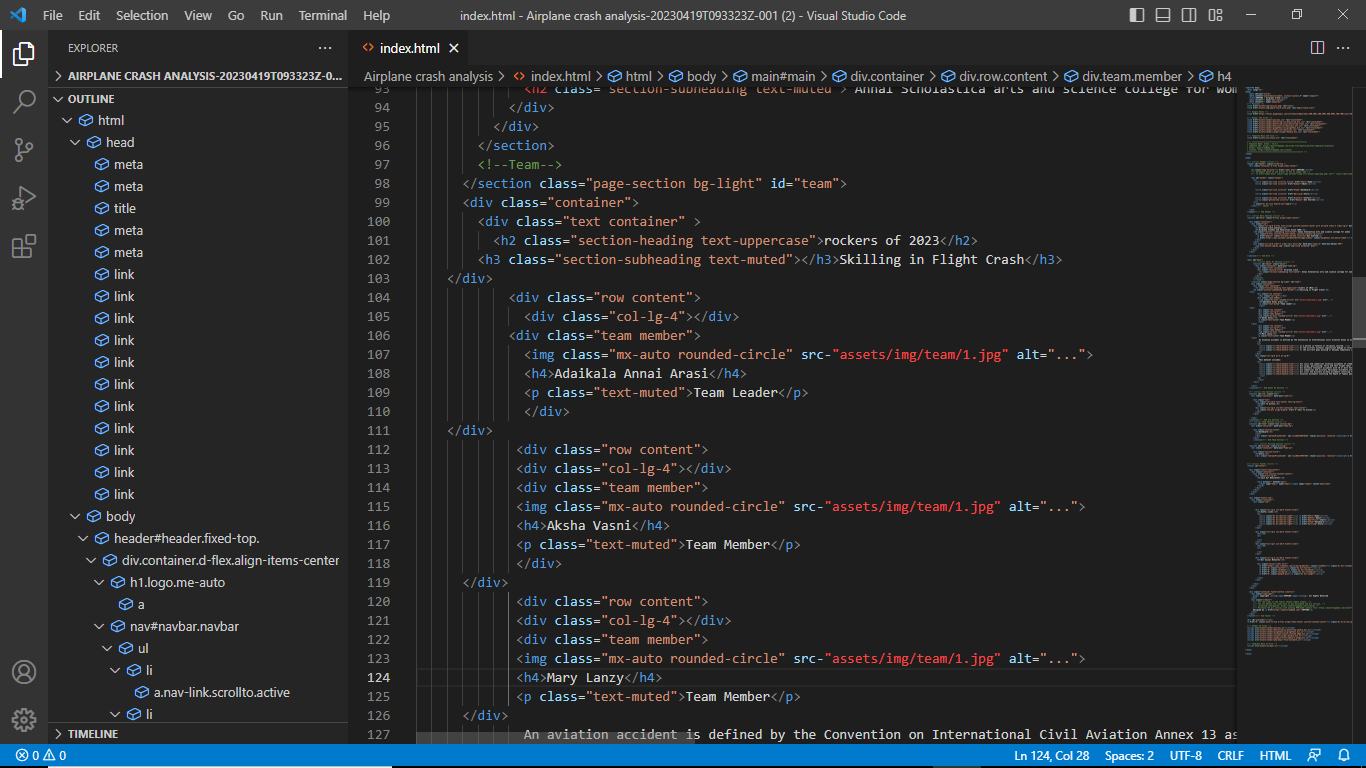 File Edit Selection View Go Run Terminal Help
index.html - Airplane crash analysis-20230419T093323Z-001 (2) - Visual Studio Code
EXPLORER
AIRPLANE CRASH ANALYSIS-20230419T093323Z-0...
OUTLINE
html
head
meta
meta
title
meta
meta
link
link
link
link
link
link
link
link
link
link
link
body
header#header.fixed-top.
div.container.d-flex.align-items-center
h1.logo.me-auto
a
nav#navbar.navbar
ul
li
a.nav-link.scrollto.active
li
TIMELINE
index.html
Airplane crash analysis > index.html > html > body > main#main > div.container > div.row.content > div.team.member > h4
93 <h2 class="section-subheading text-muted"> Annai Scholastica arts and science college for wom
94 </div>
95 </div>
96 </section>
97 <!--Team-->
98 </section class="page-section bg-light" id="team">
99 <div class="container">
100 <div class="text container" >
101 <h2 class="section-heading text-uppercase">rockers of 2023</h2>
102 <h3 class="section-subheading text-muted"></h3>Skilling in Flight Crash</h3>
103 </div>
104 <div class="row content">
105 <div class="col-lg-4"></div>
106 <div class="team member">
107 <img class="mx-auto rounded-circle" src-"assets/img/team/1.jpg" alt="...">
108 <h4>Adaikala Annai Arasi</h4>
109 <p class="text-muted">Team Leader</p>
110 </div>
111 </div>
112 <div class="row content">
113 <div class="col-lg-4"></div>
114 <div class="team member">
115 <img class="mx-auto rounded-circle" src-"assets/img/team/1.jpg" alt="...">
116 <h4>Aksha Vasni</h4>
117 <p class="text-muted">Team Member</p>
118 </div>
119 </div>
120 <div class="row content">
121 <div class="col-lg-4"></div>
122 <div class="team member">
123 <img class="mx-auto rounded-circle" src-"assets/img/team/1.jpg" alt="...">
124 <h4>Mary Lanzy</h4>
125 <p class="text-muted">Team Member</p>
126 </div>
127 An aviation accident is defined by the Convention on International Civil Aviation Annex 13 as
0 0
Ln 124, Col 28 Spaces: 2 UTF-8 CRLF HTML